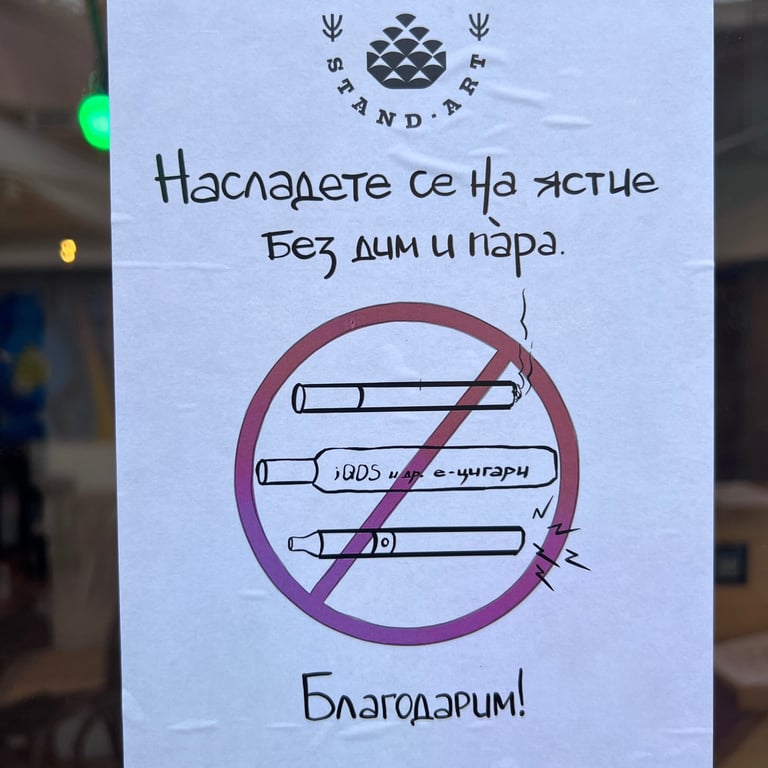 STAND·ART
Насладете се на ястие
Без дим и пàра.
iQOS и др. е-цигари
Благодарим!